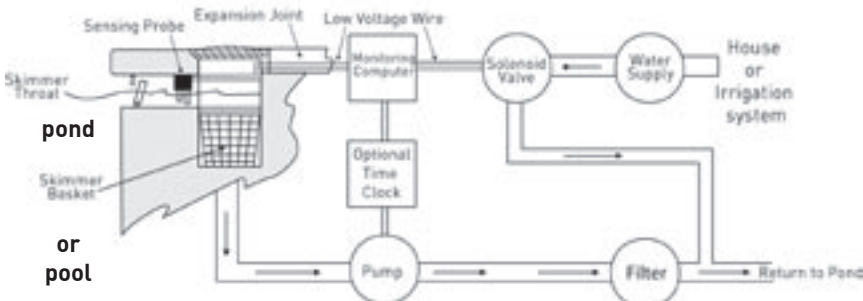 Expansion Joint
Sensing Probe
Low Voltage Wire
Skimmer
Throat
Monitoring
Computer
Solenoid
Valve
Water
Supply
House
or
Irrigation
system
pond
Skimmer
Basket
Optional
Time
Clock
or
pool
Pump
Filter
Return to Pond